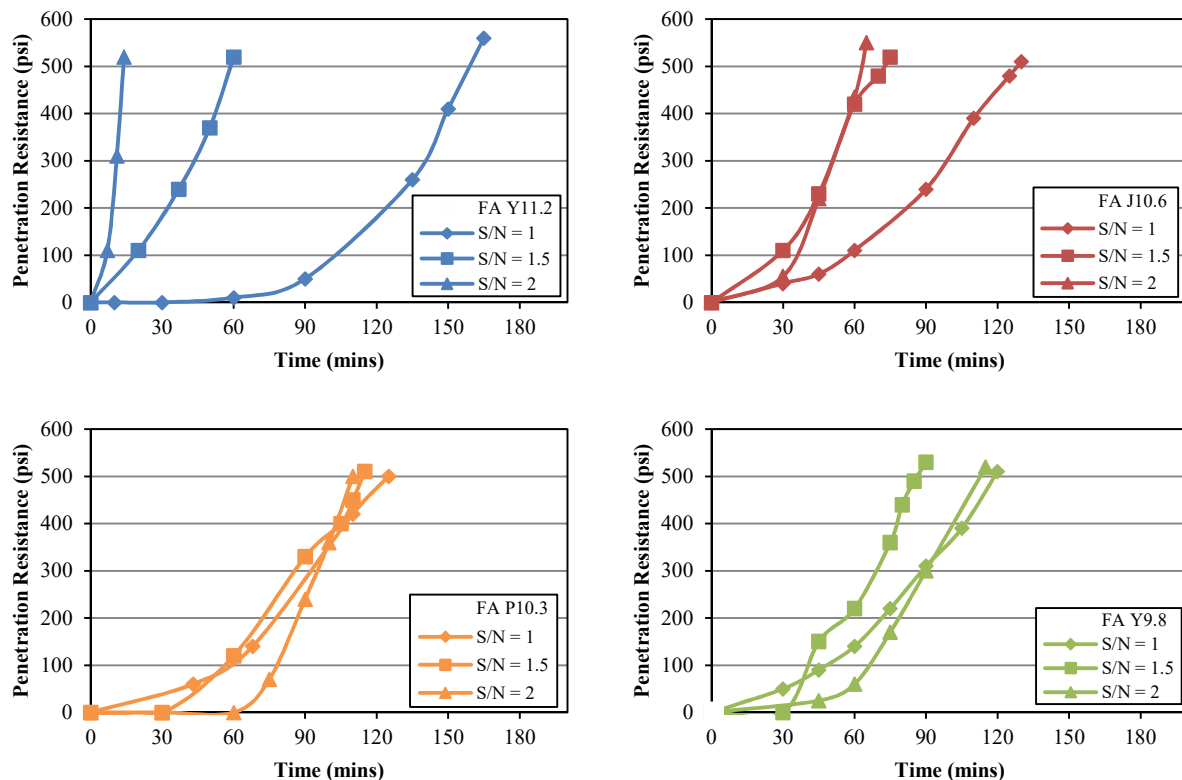 600
500
400
300
200
100
0
Penetration Resistance (psi)
0 30 60 90 120 150 180
Time (mins)
FA Y11.2
S/N = 1
S/N = 1.5
S/N = 2
600
500
400
300
200
100
0
Penetration Resistance (psi)
0 30 60 90 120 150 180
Time (mins)
FA J10.6
S/N = 1
S/N = 1.5
S/N = 2
600
500
400
300
200
100
0
Penetration Resistance (psi)
0 30 60 90 120 150 180
Time (mins)
FA P10.3
S/N = 1
S/N = 1.5
S/N = 2
600
500
400
300
200
100
0
Penetration Resistance (psi)
0 30 60 90 120 150 180
Time (mins)
FA Y9.8
S/N = 1
S/N = 1.5
S/N = 2